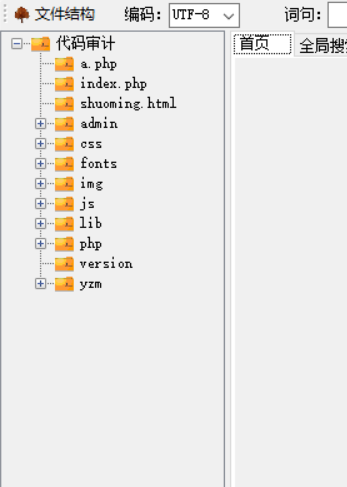 文件结构 编码: UTF-8 词句:
代码审计
首页 全局搜
a.php
index.php
shuoming.html
admin
css
fonts
img
js
lib
php
version
yzm